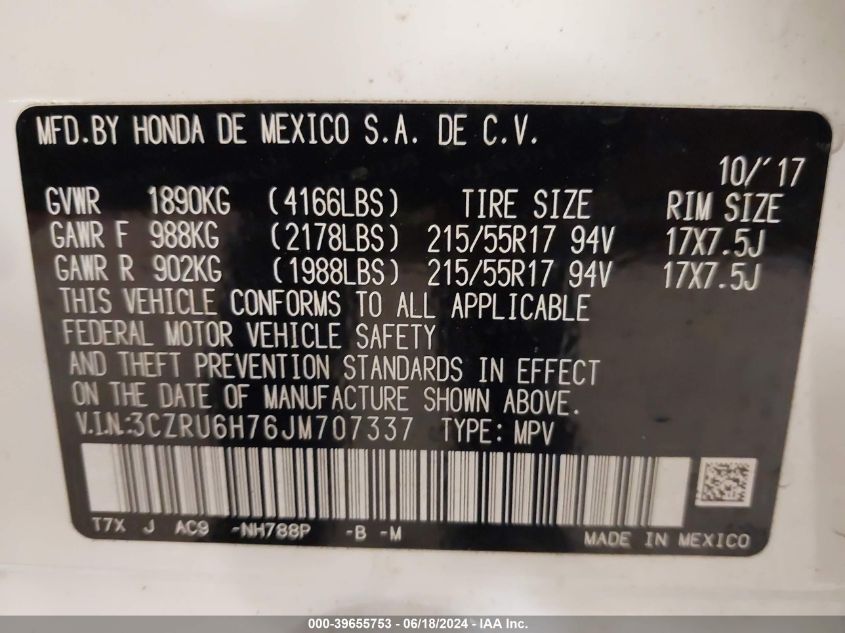 MFD.BY HONDA DE MEXICO S.A. DE C.V.
10/'17
GVWR 1890KG (4166LBS) TIRE SIZE RIM SIZE
GAWR F 988KG (2178LBS) 215/55R17 94V 17X7.5J
GAWR R 902KG (1988LBS) 215/55R17 94V 17X7.5J
THIS VEHICLE CONFORMS TO ALL APPLICABLE
FEDERAL MOTOR VEHICLE SAFETY
AND THEFT PREVENTION STANDARDS IN EFFECT
ON THE DATE OF MANUFACTURE SHOWN ABOVE.
V.I.N.:3CZRU6H76JM707337 TYPE: MPV
T7X J AC9 -NH788P -B -M MADE IN MEXICO
000-39655753 - 06/18/2024 - IAA Inc.